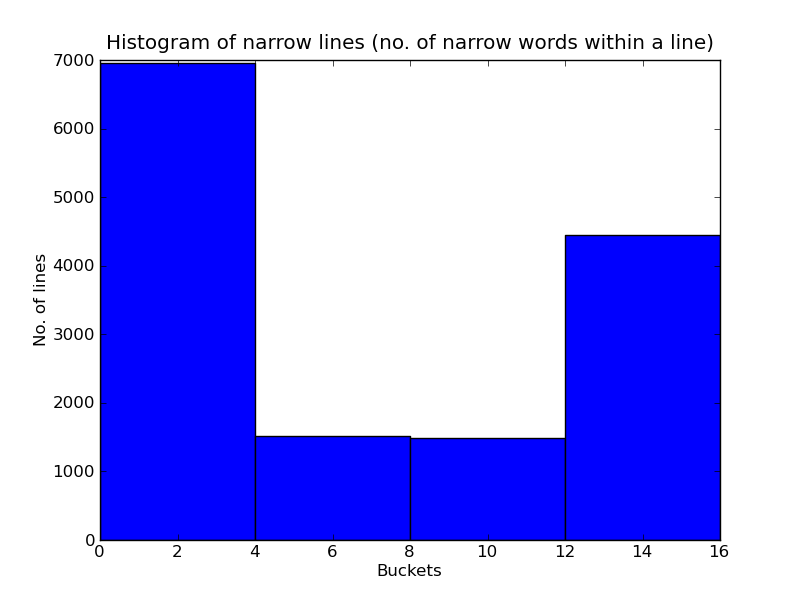 Histogram of narrow lines (no. of narrow words within a line)
7000
6000
5000
4000
3000
2000
1000
0
No. of lines
0 2 4 6 8 10 12 14 16
Buckets